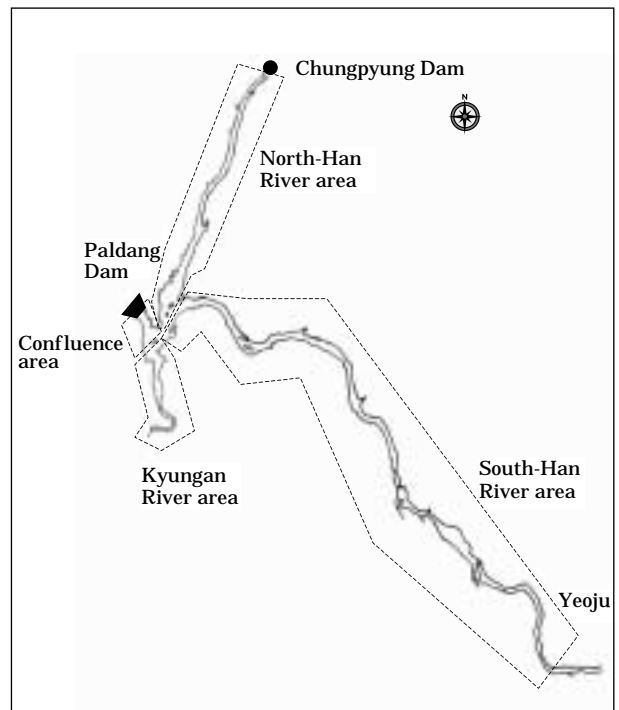 Chungpyung Dam
N
North-Han
River area
Paldang
Dam
Confluence
area
Kyungan
River area
South-Han
River area
Yeoju